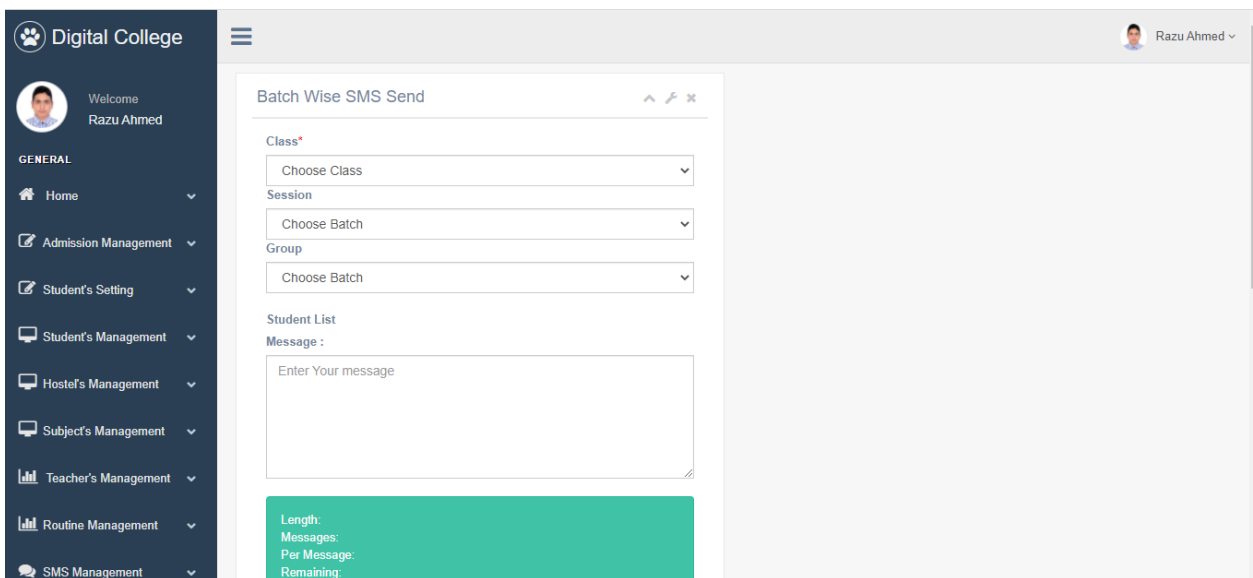 Digital College
Razu Ahmed
Welcome
Razu Ahmed
GENERAL
Home
Admission Management
Student's Setting
Student's Management
Hostel's Management
Subject's Management
Teacher's Management
Routine Management
SMS Management
Batch Wise SMS Send
Class*
Choose Class
Session
Choose Batch
Group
Choose Batch
Student List
Message :
Enter Your message
Length:
Messages:
Per Message:
Remaining: